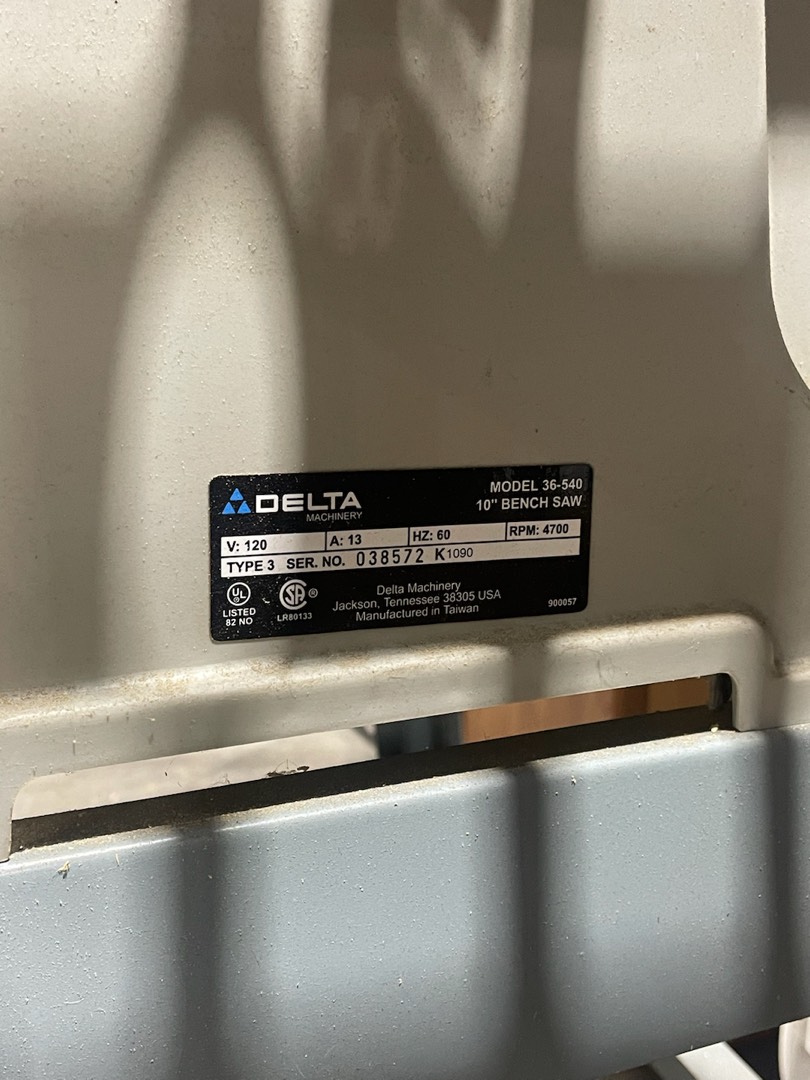 DELTA
MACHINERY
MODEL 36-540
10" BENCH SAW
V: 120 A: 13 HZ: 60 RPM: 4700
TYPE 3 SER. NO. 038572 K1090
UL
LISTED
82 NO
SA ®
LR80133
Delta Machinery
Jackson, Tennessee 38305 USA
Manufactured in Taiwan
900057